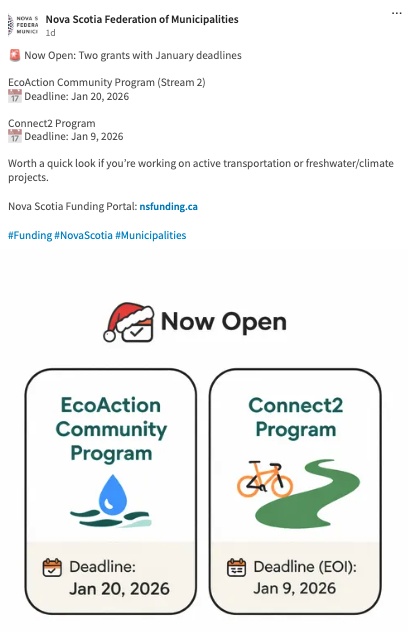 NOVA S
FEDERA
MUNICI
Nova Scotia Federation of Municipalities
1d
🚨 Now Open: Two grants with January deadlines
EcoAction Community Program (Stream 2)
📅 Deadline: Jan 20, 2026
Connect2 Program
📅 Deadline: Jan 9, 2026
Worth a quick look if you’re working on active transportation or freshwater/climate
projects.
Nova Scotia Funding Portal: nsfunding.ca
#Funding #NovaScotia #Municipalities
Now Open
EcoAction
Community
Program
Deadline:
Jan 20, 2026
Connect2
Program
Deadline (EOI):
Jan 9, 2026